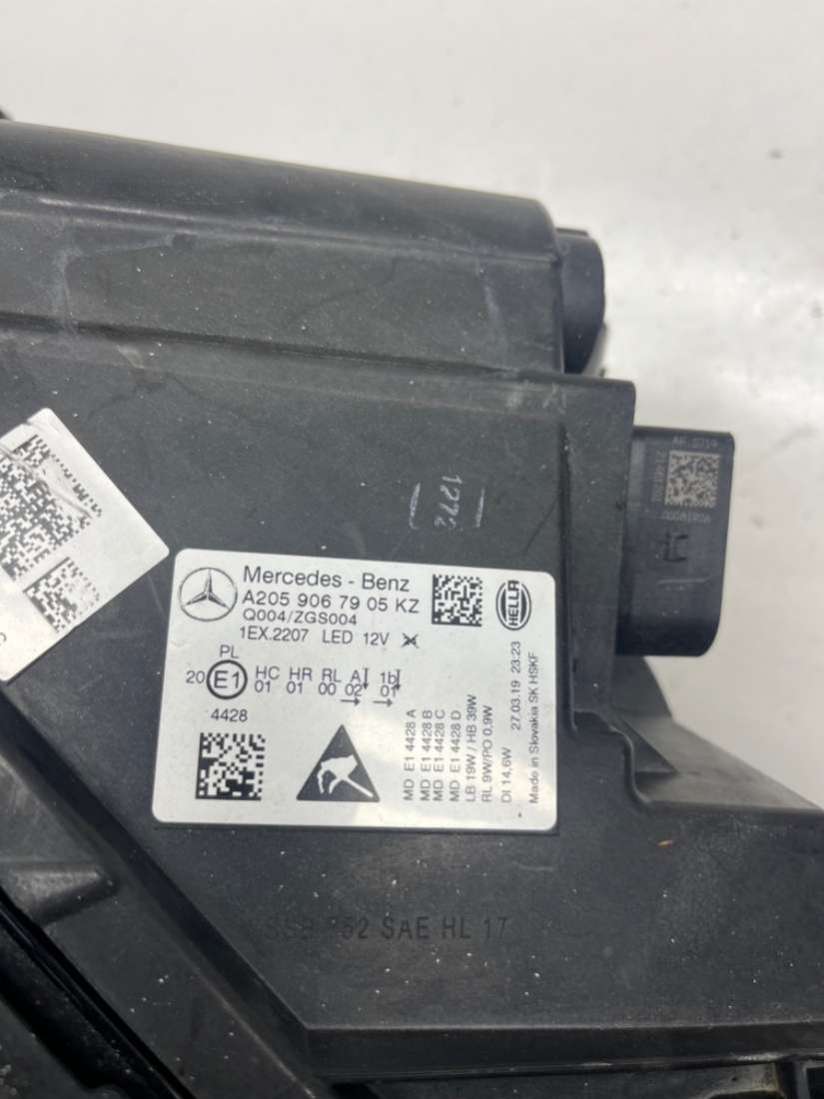 1272
Mercedes - Benz
A205 906 79 05 KZ
Q004/ZGS004
1EX.2207 LED 12V
HELLA
PL
20 E1 HC HR RL A 1b
01 01 00 02 01
4428
MD E1 4428 A
MD E1 4428 B
MD E1 4428 C
MD E1 4428 D
LB 19W / HB 39W
RL 9W/PO 0,9W
DI 14,6W 27.03.19 23:23
Made in Slovakia SK HSKF
SAE HL 17